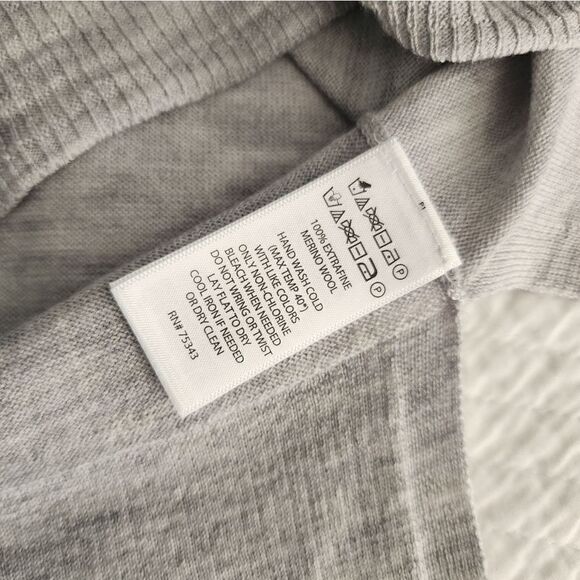 100% EXTRAFINE
MERINO WOOL
HAND WASH COLD
(MAX TEMP 40°)
WITH LIKE COLORS
ONLY NON-CHLORINE
BLEACH WHEN NEEDED
DO NOT WRING OR TWIST
LAY FLAT TO DRY
COOL IRON IF NEEDED
OR DRY CLEAN
RN# 75343
P
P